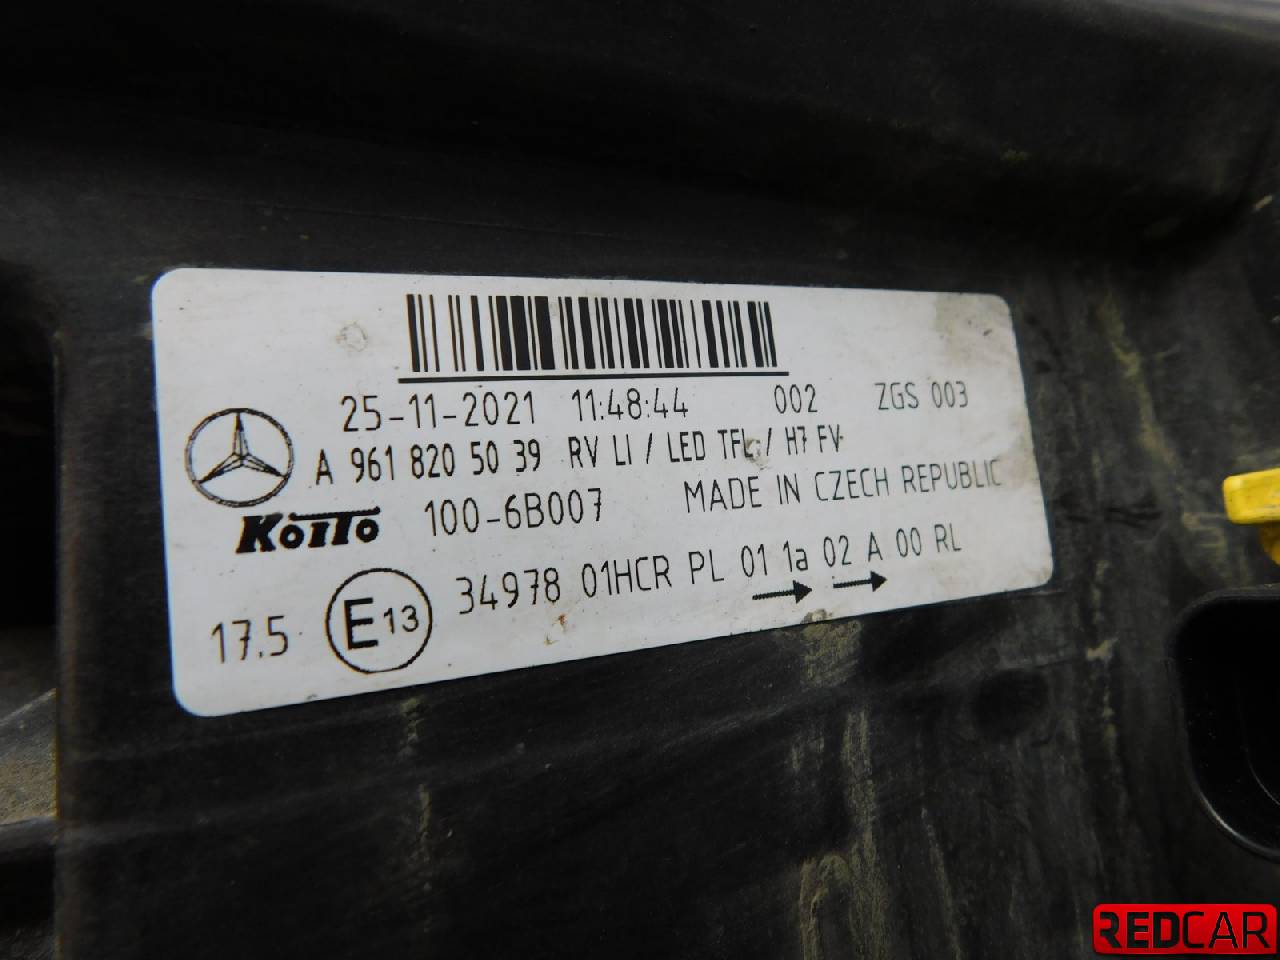 25-11-2021 11:48:44 002 ZGS 003
A 961 820 50 39 RV LI / LED TFL / H7 FV
Koito 100-6B007 MADE IN CZECH REPUBLIC
17.5 E13 34978 01HCR PL 01 1a 02 A 00 RL
REDCAR